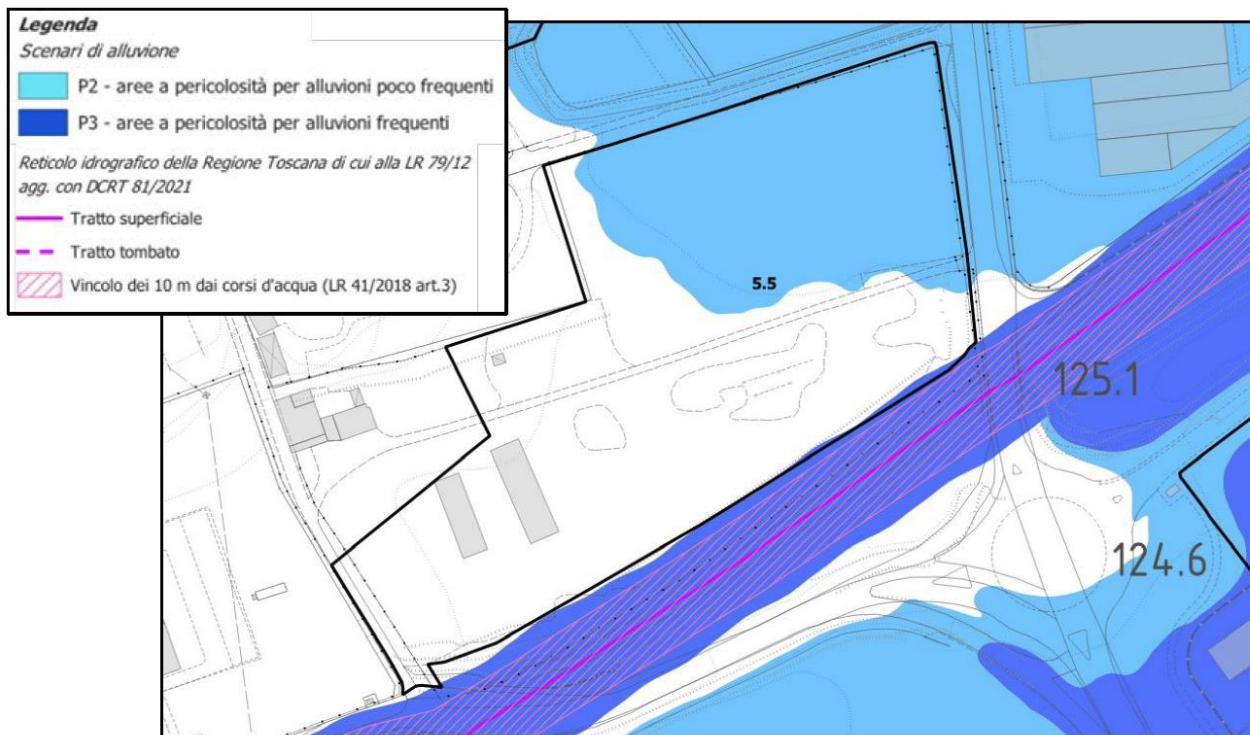 Legenda
Scenari di alluvione
P2 - aree a pericolosità per alluvioni poco frequenti
P3 - aree a pericolosità per alluvioni frequenti
Reticolo idrografico della Regione Toscana di cui alla LR 79/12
agg. con DCRT 81/2021
Tratto superficiale
Tratto tombato
Vincolo dei 10 m dai corsi d'acqua (LR 41/2018 art.3)
5.5
125.1
124.6